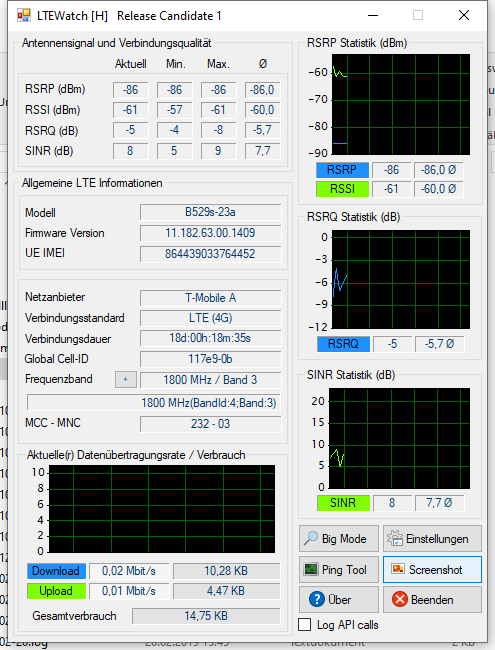 LTEWatch [H]   Release Candidate 1
Antennensignal und Verbindungsqualität
Aktuell Min. Max. Ø
RSRP (dBm) -86 -86 -86 -86,0
RSSI (dBm) -61 -57 -61 -60,0
RSRQ (dB) -5 -4 -8 -5,7
SINR (dB) 8 5 9 7,7
Allgemeine LTE Informationen
Modell B529s-23a
Firmware Version 11.182.63.00.1409
UE IMEI 864439033764452
Netzanbieter T-Mobile A
Verbindungsstandard LTE (4G)
Verbindungsdauer 18d:00h:18m:35s
Global Cell-ID 117e9-0b
Frequenzband + 1800 MHz / Band 3
1800 MHz(BandId:4;Band:3)
MCC - MNC 232 - 03
Aktuelle(r) Datenübertragungsrate / Verbrauch
10
8
6
4
2
0
Download 0,02 Mbit/s 10,28 KB
Upload 0,01 Mbit/s 4,47 KB
Gesamtverbrauch 14,75 KB
RSRP Statistik (dBm)
-60
-70
-80
-90
RSRP -86 -86,0 Ø
RSSI -61 -60,0 Ø
RSRQ Statistik (dB)
0
-3
-6
-9
-12
RSRQ -5 -5,7 Ø
SINR Statistik (dB)
20
15
10
5
0
SINR 8 7,7 Ø
Big Mode Einstellungen
Ping Tool Screenshot
Über Beenden
Log API calls